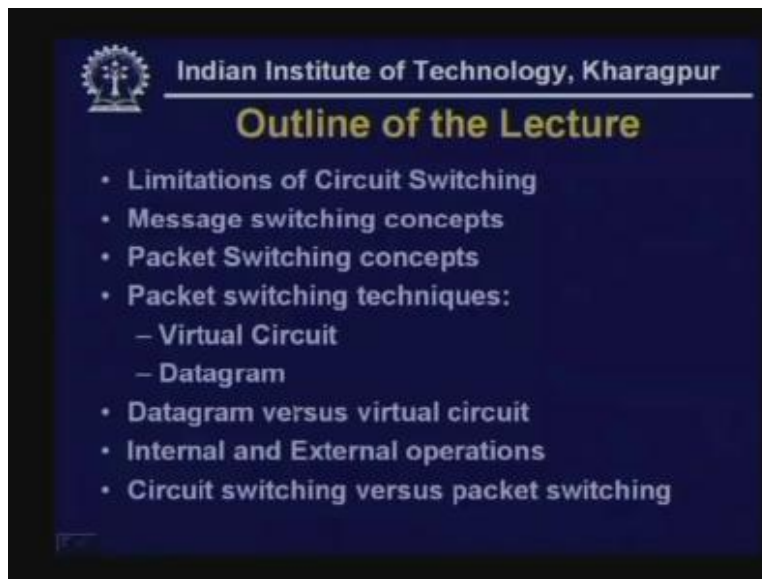 Indian Institute of Technology, Kharagpur
Outline of the Lecture
• Limitations of Circuit Switching
• Message switching concepts
• Packet Switching concepts
• Packet switching techniques:
– Virtual Circuit
– Datagram
• Datagram versus virtual circuit
• Internal and External operations
• Circuit switching versus packet switching